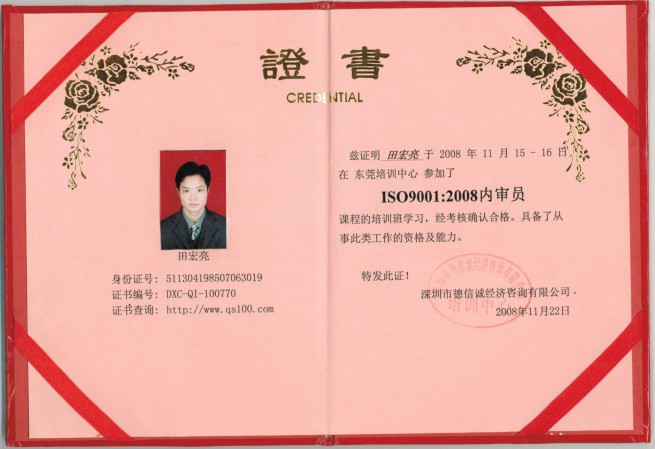 證書
CREDENTIAL
田宏亮
身份证号: 511304198507063019
证书编号: DXC-QI-100770
证书查询: http://www.qs100.com
兹证明 田宏亮 于 2008 年 11 月 15－16 日
在 东莞培训中心 参加了
ISO9001:2008内审员
课程的培训班学习，经考核确认合格。具备了从
事此类工作的资格及能力。
特发此证！
深圳市德信诚经济咨询有限公司
培训中心
2008年11月22日